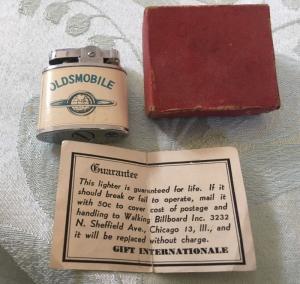 OLDSMOBILE
Guarantee
This lighter is guaranteed for life. If it
should break or fail to operate, mail it
with 50c to cover cost of postage and
handling to Walking Billboard Inc. 3232
N. Sheffield Ave., Chicago 13, Ill., and
it will be replaced without charge.
GIFT INTERNATIONALE